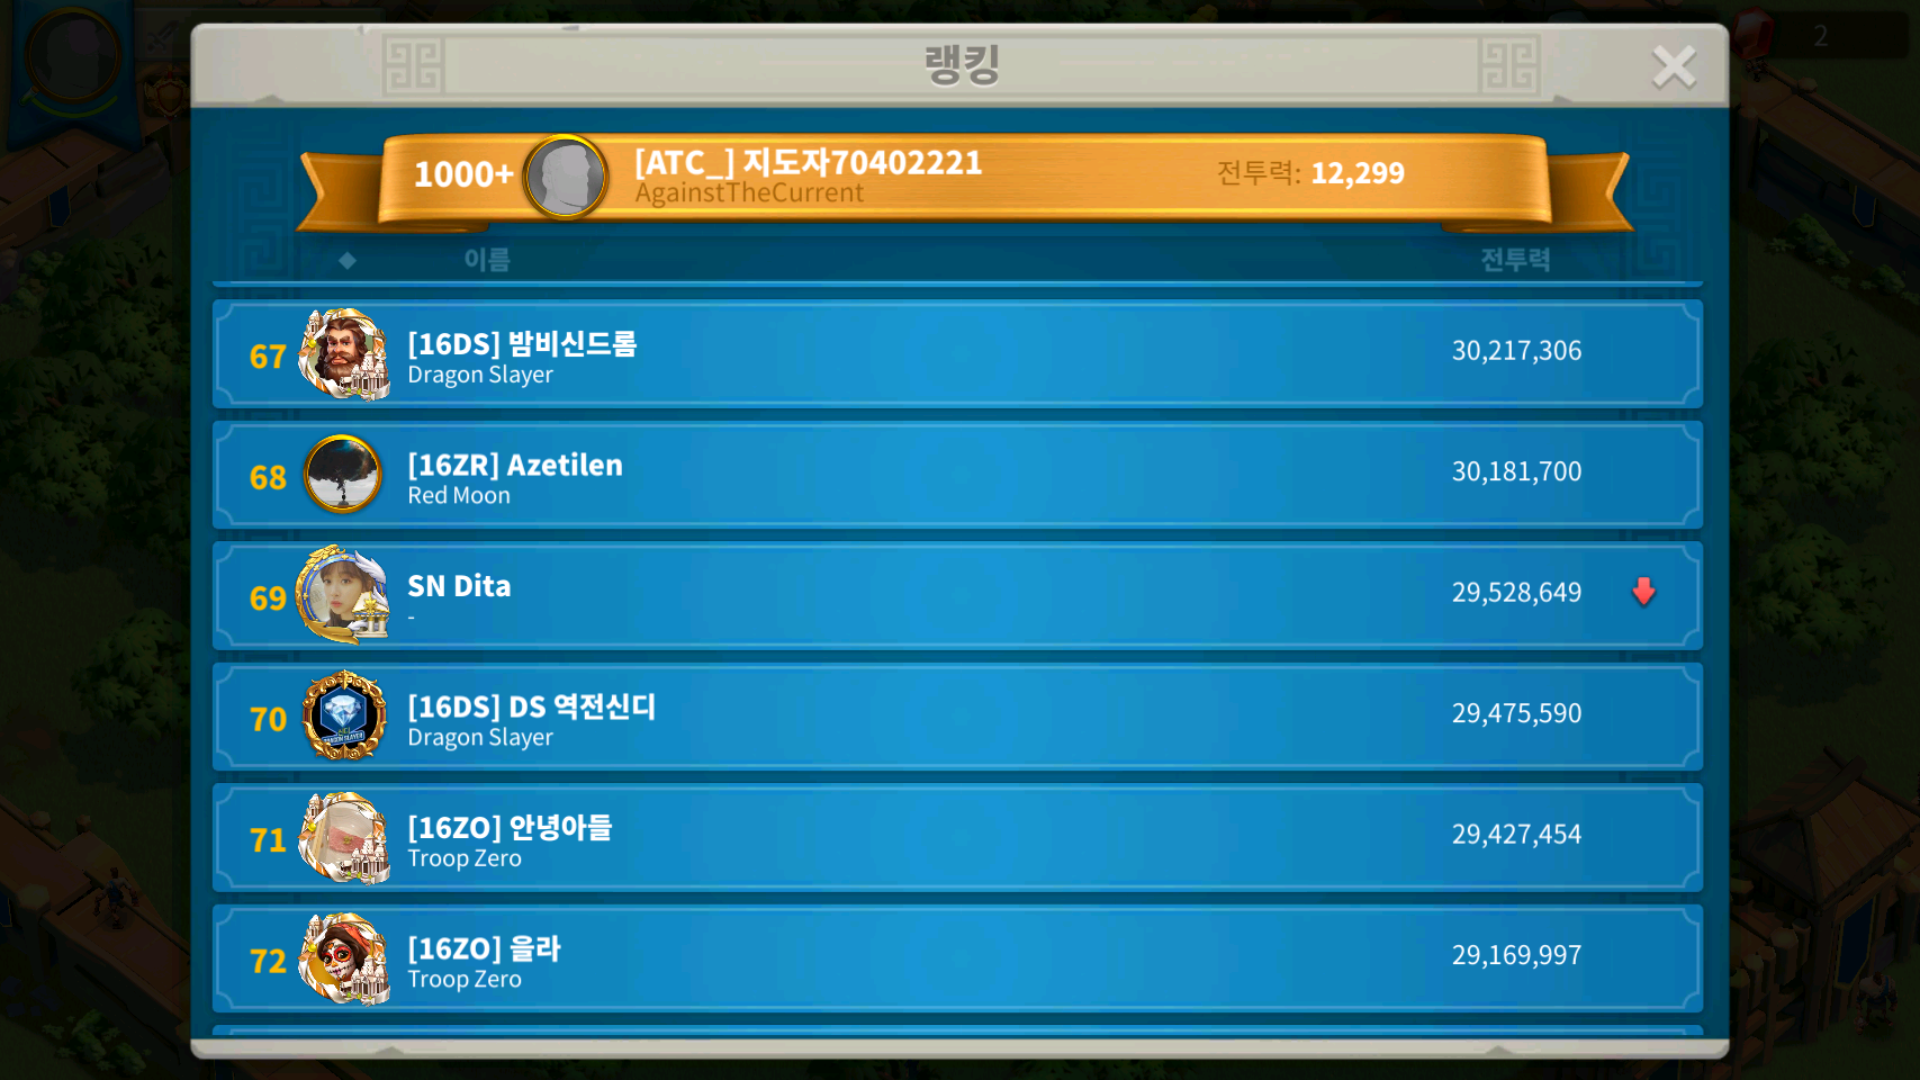 2
랭킹
1000+
[ATC_] 지도자70402221
AgainstTheCurrent
전투력: 12,299
이름
전투력
67
[16DS] 밤비신드롬
Dragon Slayer
30,217,306
68
[16ZR] Azetilen
Red Moon
30,181,700
69
SN Dita
-
29,528,649
70
[16DS] DS 역전신디
Dragon Slayer
29,475,590
71
[16ZO] 안녕아들
Troop Zero
29,427,454
72
[16ZO] 을라
Troop Zero
29,169,997